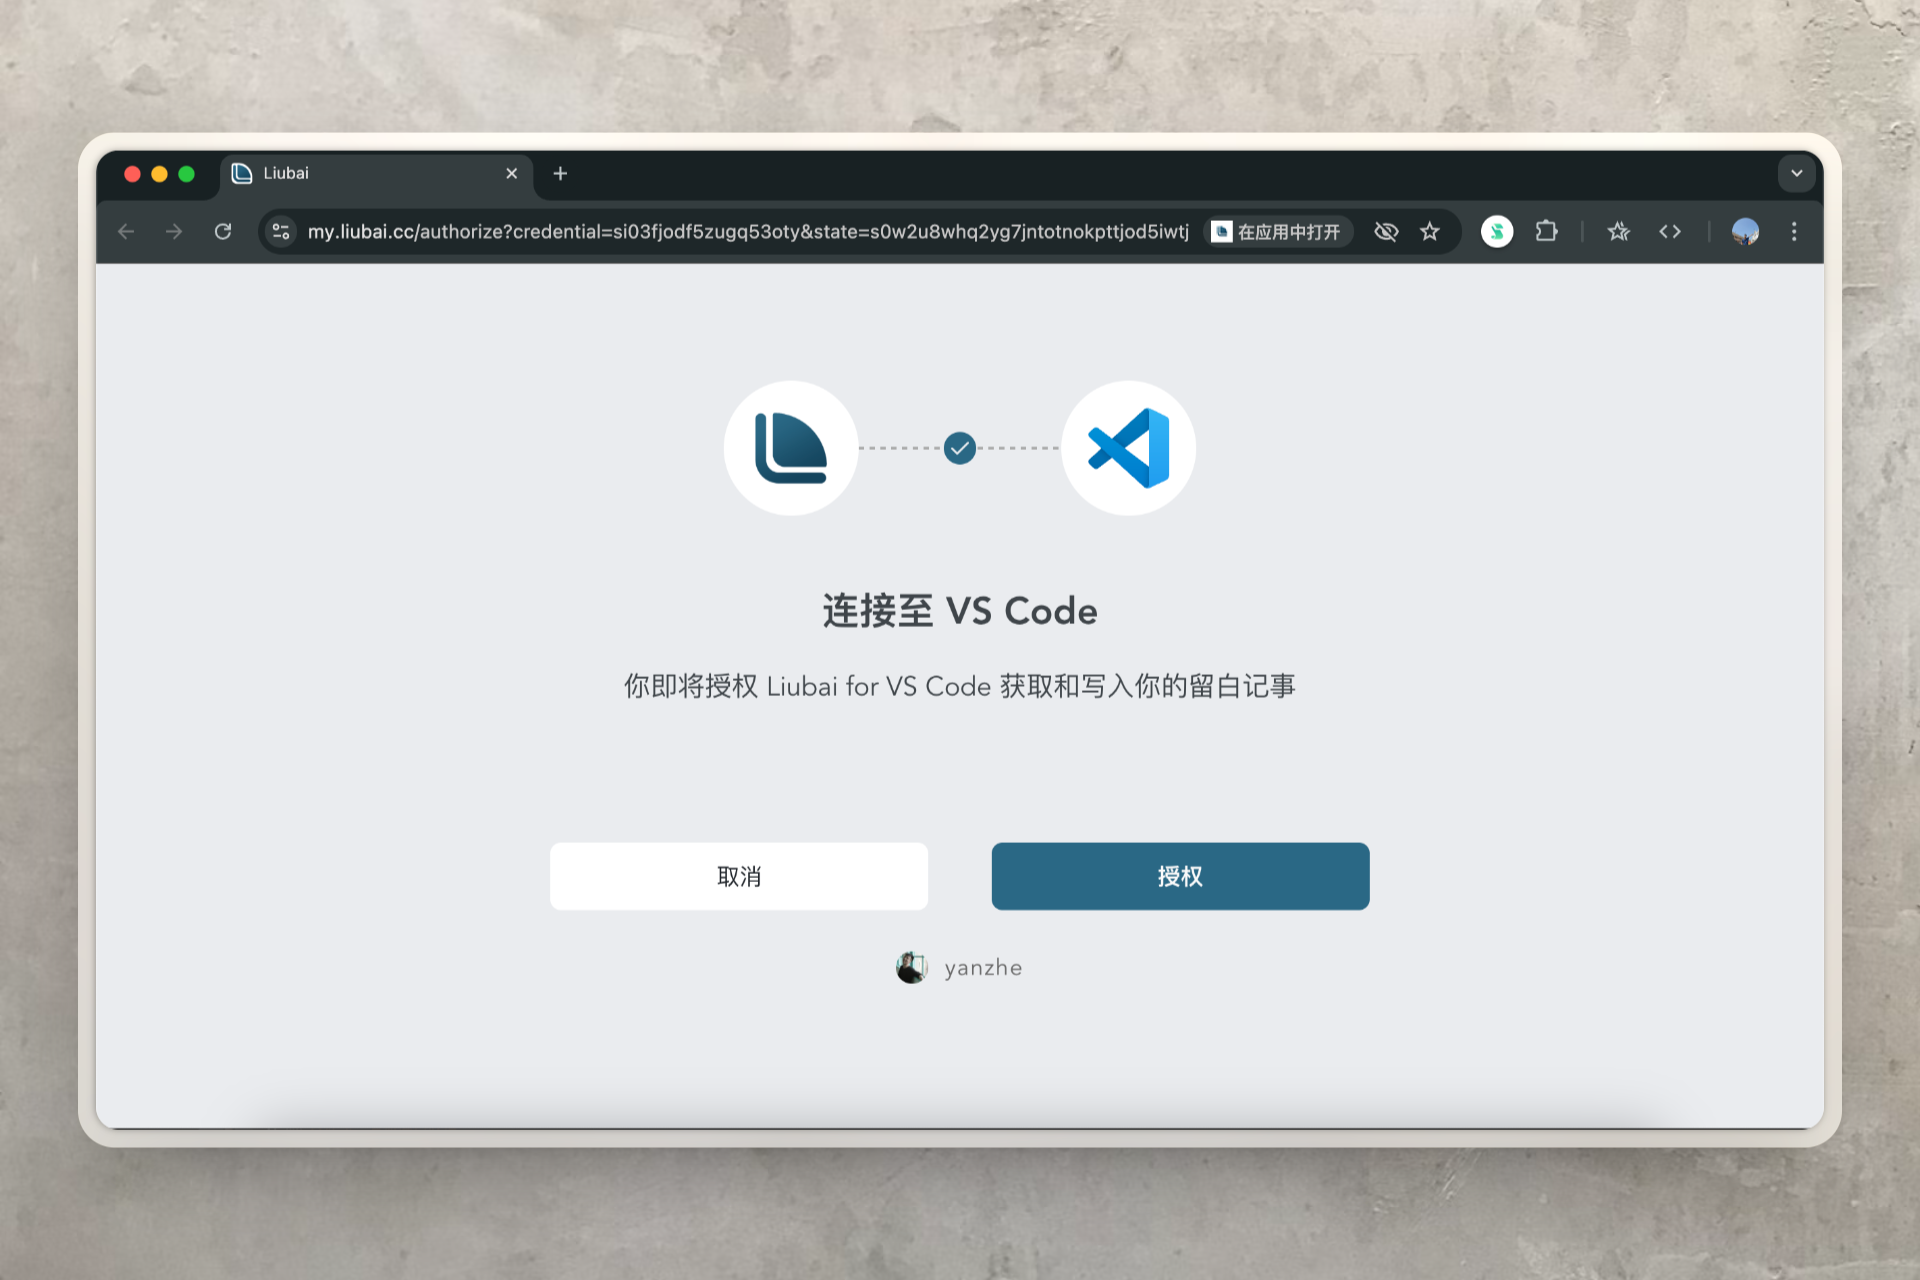 Liubai
my.liubai.cc/authorize?credential=si03fjodf5zugq53oty&state=s0w2u8whq2yg7jntotnokpttjod5iwtj
在应用中打开
连接至 VS Code
你即将授权 Liubai for VS Code 获取和写入你的留白记事
取消
授权
yanzhe